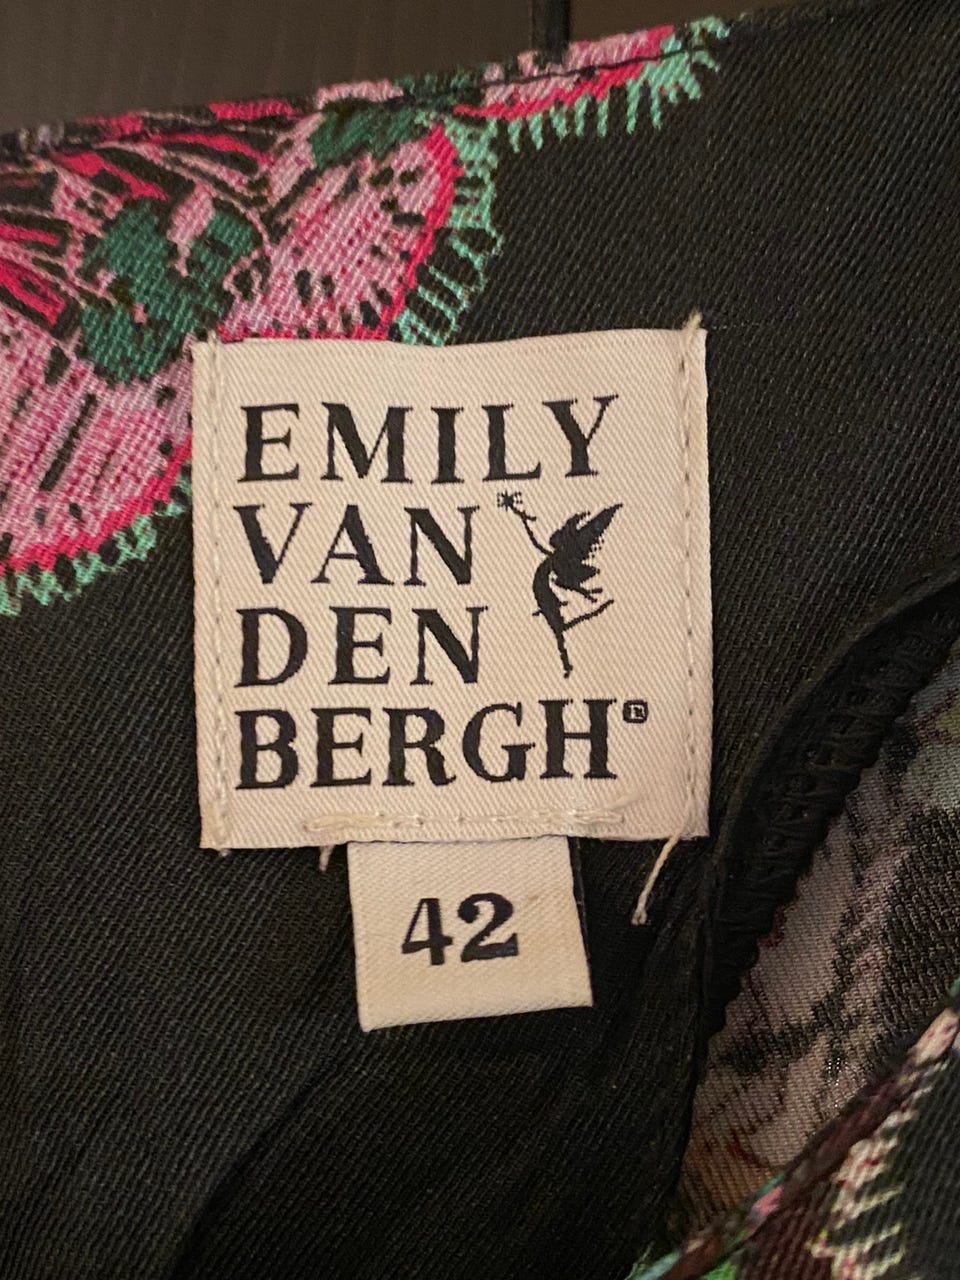 EMILY
VAN
DEN
BERGH®
42